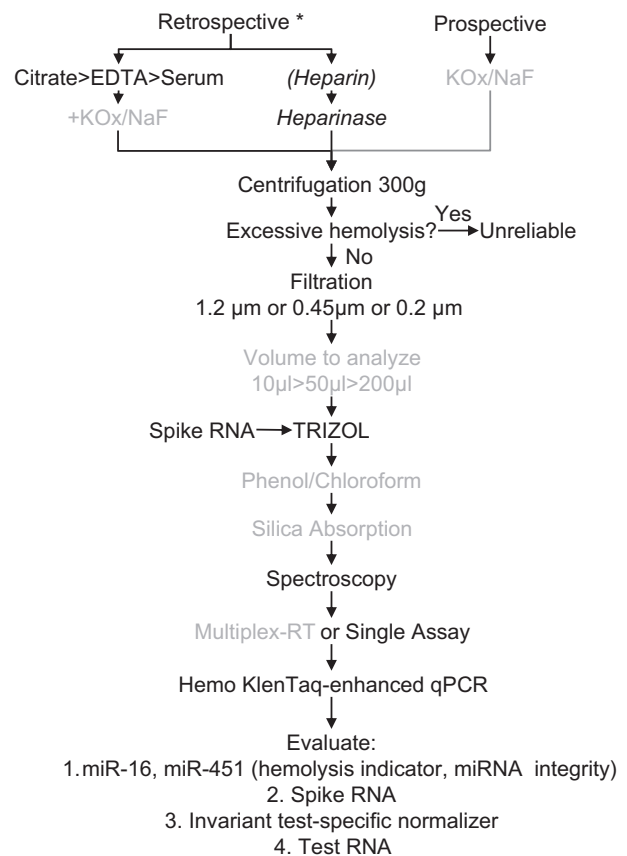 Retrospective * Prospective
Citrate>EDTA>Serum (Heparin) KOx/NaF
+KOx/NaF Heparinase
Centrifugation 300g
Yes
Excessive hemolysis? Unreliable
No
Filtration
1.2 µm or 0.45µm or 0.2 µm
Volume to analyze
10µl>50µl>200µl
Spike RNA TRIZOL
Phenol/Chloroform
Silica Absorption
Spectroscopy
Multiplex-RT or Single Assay
Hemo KlenTaq-enhanced qPCR
Evaluate:
1.miR-16, miR-451 (hemolysis indicator, miRNA integrity)
2. Spike RNA
3. Invariant test-specific normalizer
4. Test RNA